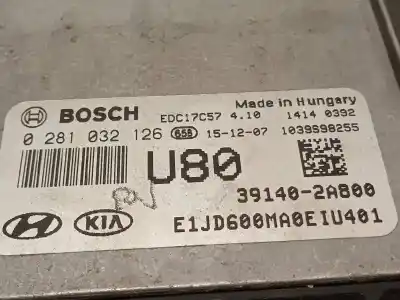 BOSCH EDC17C57 4.10 Made in Hungary
1414 0392
0 281 032 126 658 15-12-07 1039S98255
U80
39140-2A800
KIA E1JD600MA0EIU401